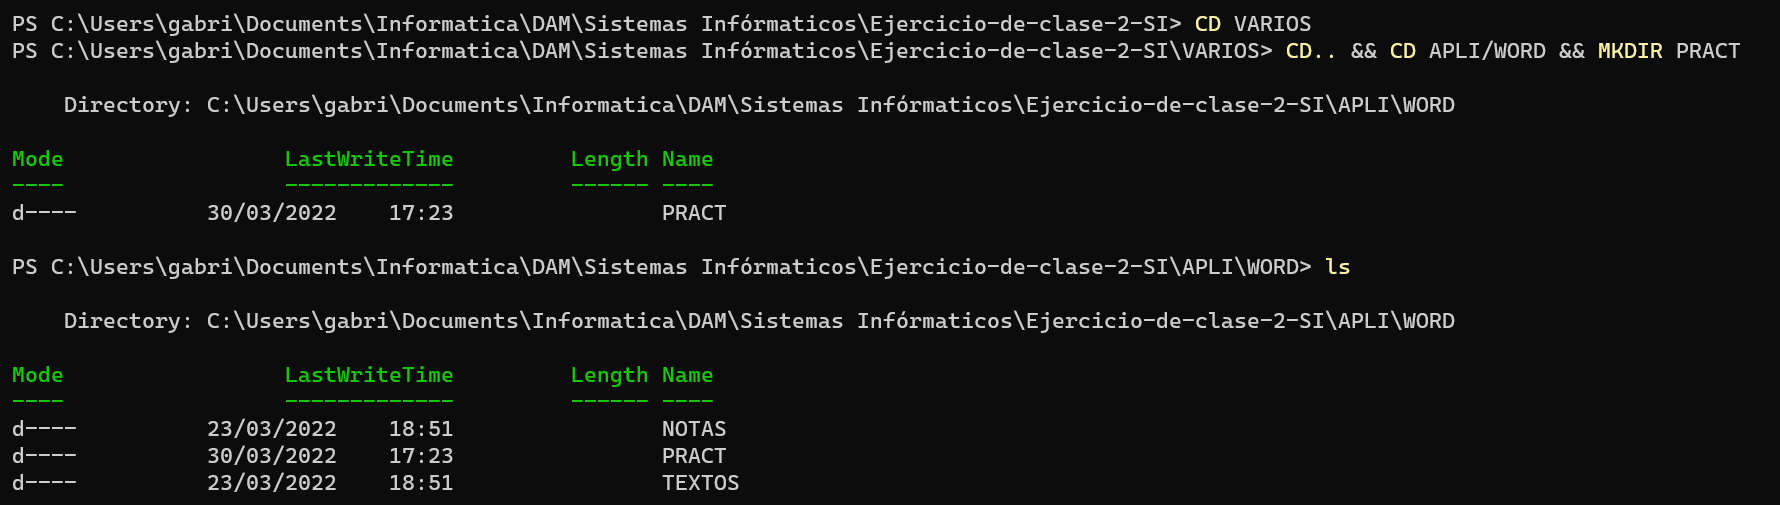 PS C:\Users\gabri\Documents\Informatica\DAM\Sistemas Infórmaticos\Ejercicio-de-clase-2-SI> CD VARIOS
PS C:\Users\gabri\Documents\Informatica\DAM\Sistemas Infórmaticos\Ejercicio-de-clase-2-SI\VARIOS> CD.. && CD APLI/WORD && MKDIR PRACT
Directory: C:\Users\gabri\Documents\Informatica\DAM\Sistemas Infórmaticos\Ejercicio-de-clase-2-SI\APLI\WORD
Mode                 LastWriteTime         Length Name
----                 -------------         ------ ----
d----          30/03/2022    17:23                PRACT
PS C:\Users\gabri\Documents\Informatica\DAM\Sistemas Infórmaticos\Ejercicio-de-clase-2-SI\APLI\WORD> ls
Directory: C:\Users\gabri\Documents\Informatica\DAM\Sistemas Infórmaticos\Ejercicio-de-clase-2-SI\APLI\WORD
Mode                 LastWriteTime         Length Name
----                 -------------         ------ ----
d----          23/03/2022    18:51                NOTAS
d----          30/03/2022    17:23                PRACT
d----          23/03/2022    18:51                TEXTOS